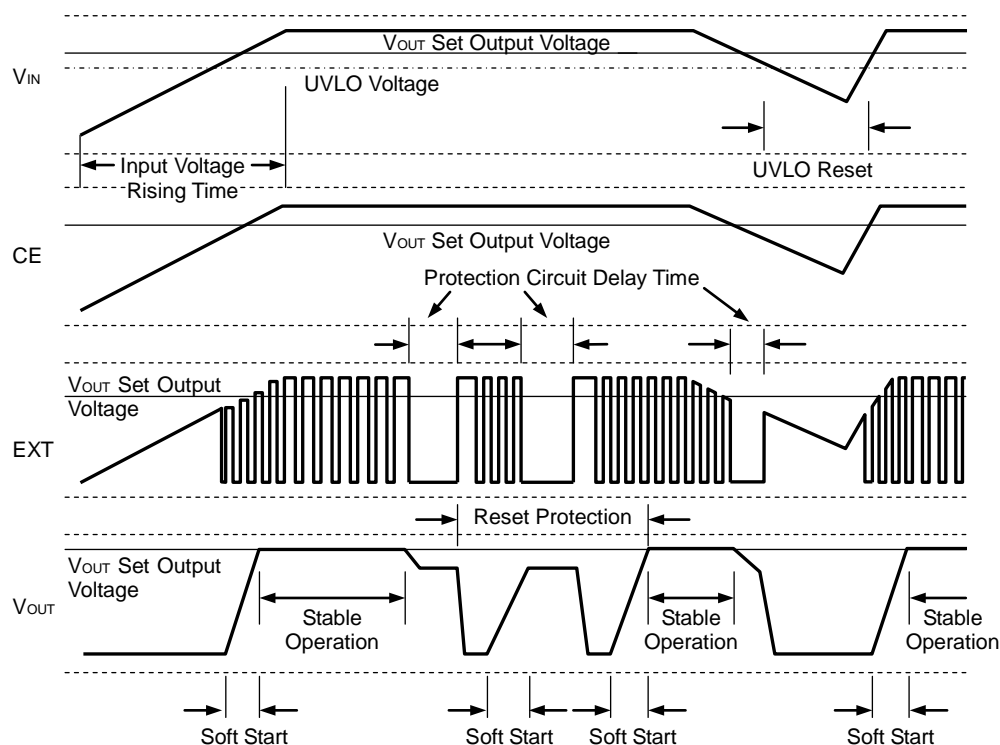 VOUT Set Output Voltage
VIN
UVLO Voltage
Input Voltage
Rising Time
UVLO Reset
VOUT Set Output Voltage
CE
Protection Circuit Delay Time
VOUT Set Output
Voltage
EXT
Reset Protection
VOUT Set Output
Voltage
VOUT
Stable
Operation
Stable
Operation
Stable
Operation
Soft Start
Soft Start
Soft Start
Soft Start